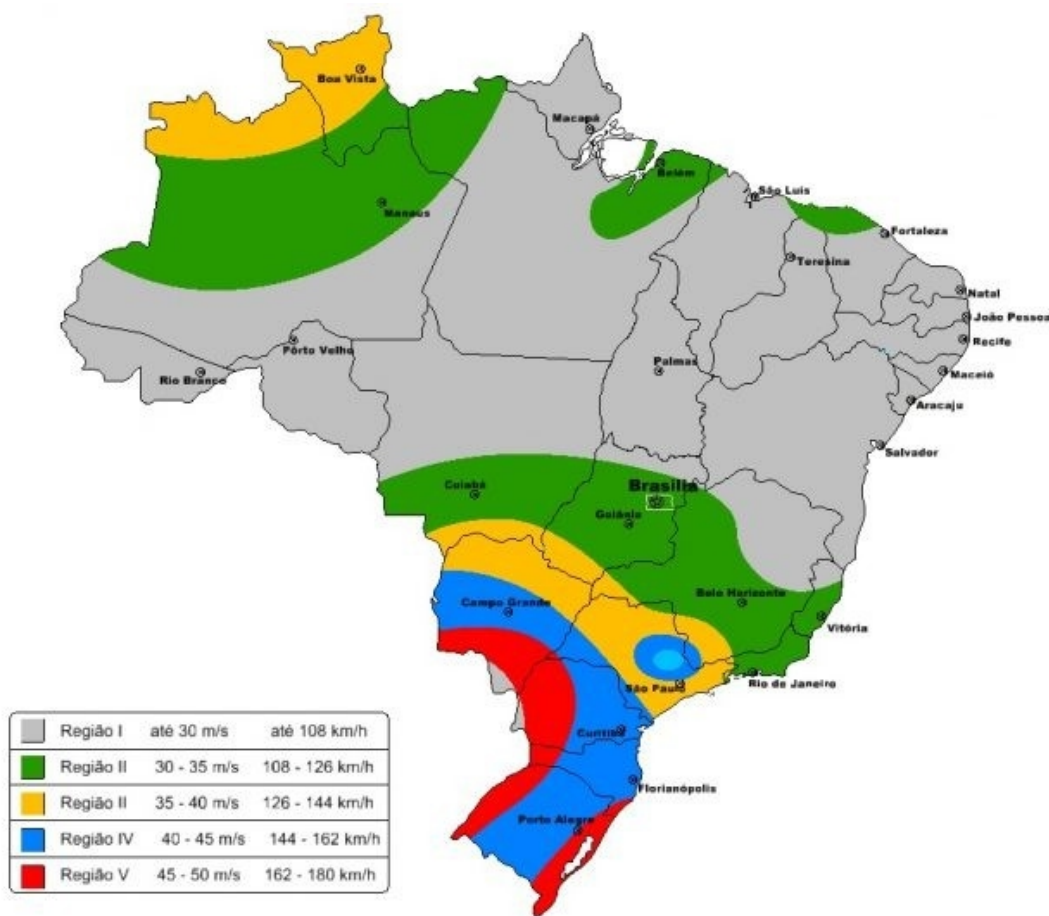 Boa Vista
Macapá
Belém
São Luís
Manaus
Fortaleza
Teresina
Natal
João Pessoa
Pôrto Velho
Recife
Palmas
Rio Branco
Maceió
Aracaju
Salvador
Cuiabá
Brasília
Goiânia
Belo Horizonte
Campo Grande
Vitória
São Paulo
Rio de Janeiro
Curitiba
Florianópolis
Porto Alegre
Região I até 30 m/s até 108 km/h
Região II 30 - 35 m/s 108 - 126 km/h
Região II 35 - 40 m/s 126 - 144 km/h
Região IV 40 - 45 m/s 144 - 162 km/h
Região V 45 - 50 m/s 162 - 180 km/h